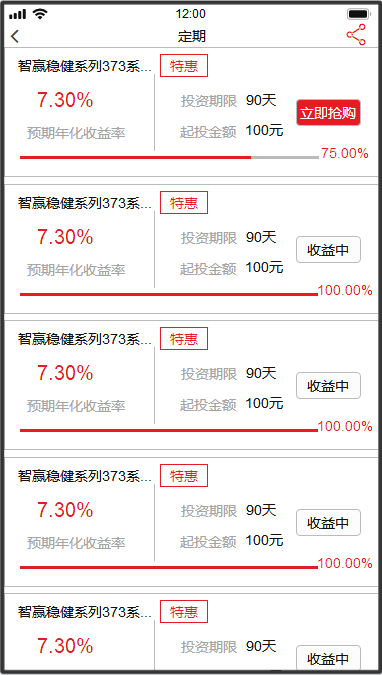 12:00
定期
智赢稳健系列373系... 特惠
7.30% 投资期限 90天 立即抢购
预期年化收益率 起投金额 100元
75.00%
智赢稳健系列373系... 特惠
7.30% 投资期限 90天 收益中
预期年化收益率 起投金额 100元
100.00%
智赢稳健系列373系... 特惠
7.30% 投资期限 90天 收益中
预期年化收益率 起投金额 100元
100.00%
智赢稳健系列373系... 特惠
7.30% 投资期限 90天 收益中
预期年化收益率 起投金额 100元
100.00%
智赢稳健系列373系... 特惠
7.30% 投资期限 90天 收益中